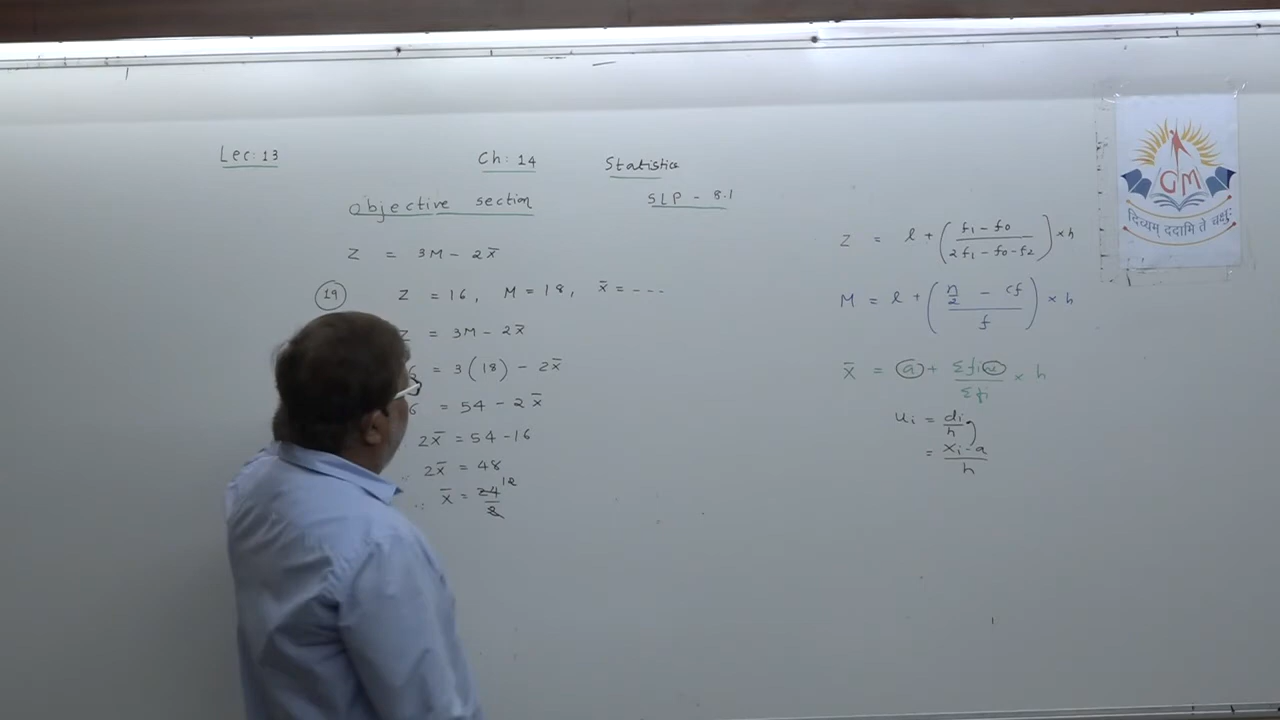 Lec: 13 Ch: 14 Statistics
Objective section SLP - 8.1
Z = 3M - 2x̄
(19) Z = 16, M = 18, x̄ = ----
Z = 3M - 2x̄
6 = 3(18) - 2x̄
6 = 54 - 2x̄
2x̄ = 54 - 16
∴ 2x̄ = 48
∴ x̄ = 24/2 12
Z = l + ( (f1 - f0) / (2f1 - f0 - f2) ) × h
M = l + ( (n/2 - cf) / f ) × h
x̄ = a + (Σfiui / Σfi) × h
ui = di/h
= (xi - a)/h
GM
दिव्यम् ददामि ते चक्षुः